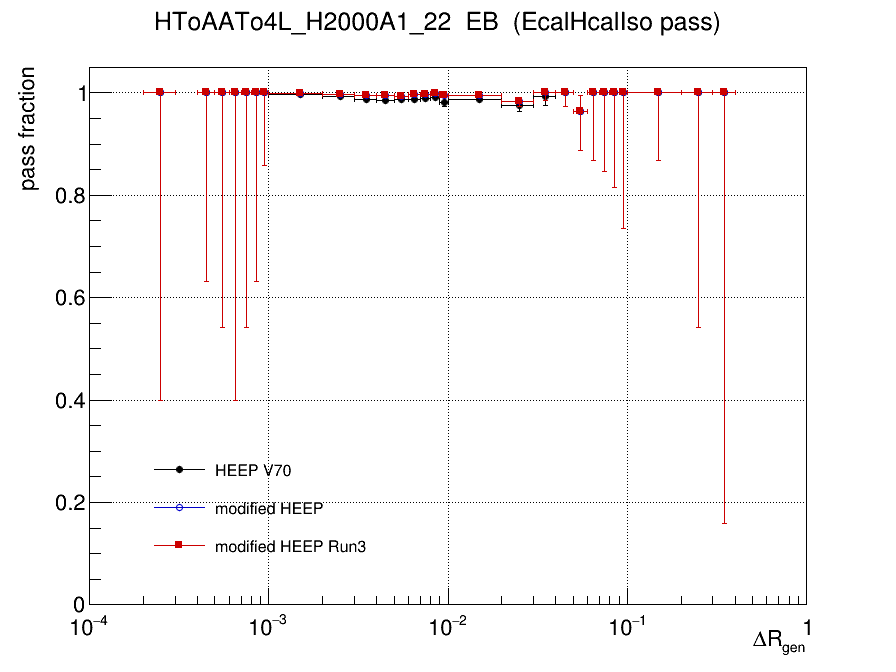 HToAATo4L_H2000A1_22 EB (EcalHcalIso pass)
pass fraction
1
0.8
0.6
0.4
0.2
0
HEEP V70
modified HEEP
modified HEEP Run3
10⁻⁴ 10⁻³ 10⁻² 10⁻¹ 1
ΔR_gen